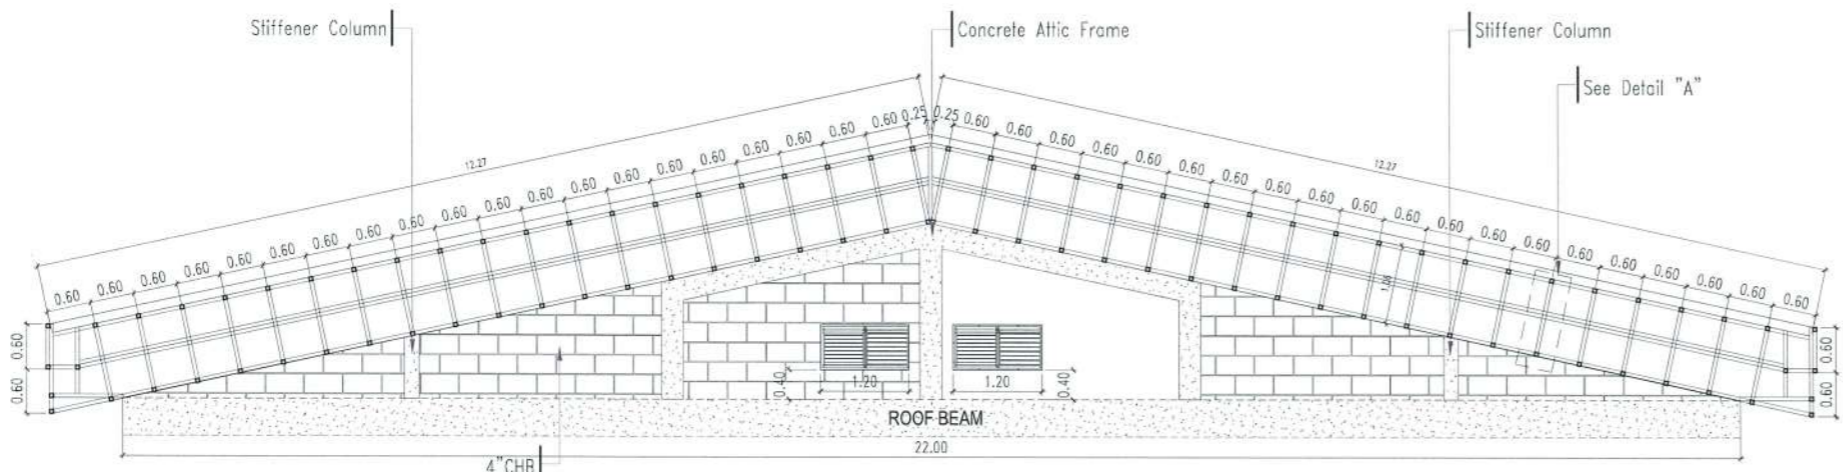 Stiffener Column
Concrete Attic Frame
Stiffener Column
See Detail "A"
12.27
12.27
0.60 0.60 0.60 0.60 0.60 0.60 0.60 0.60 0.60 0.60 0.60 0.60 0.60 0.60 0.60 0.60 0.60 0.60 0.60 0.60 0.25
0.25 0.60 0.60 0.60 0.60 0.60 0.60 0.60 0.60 0.60 0.60 0.60 0.60 0.60 0.60 0.60 0.60 0.60 0.60 0.60 0.60
0.60
0.60
0.40
1.20
1.20
0.40
0.60
0.60
ROOF BEAM
22.00
4"CHB